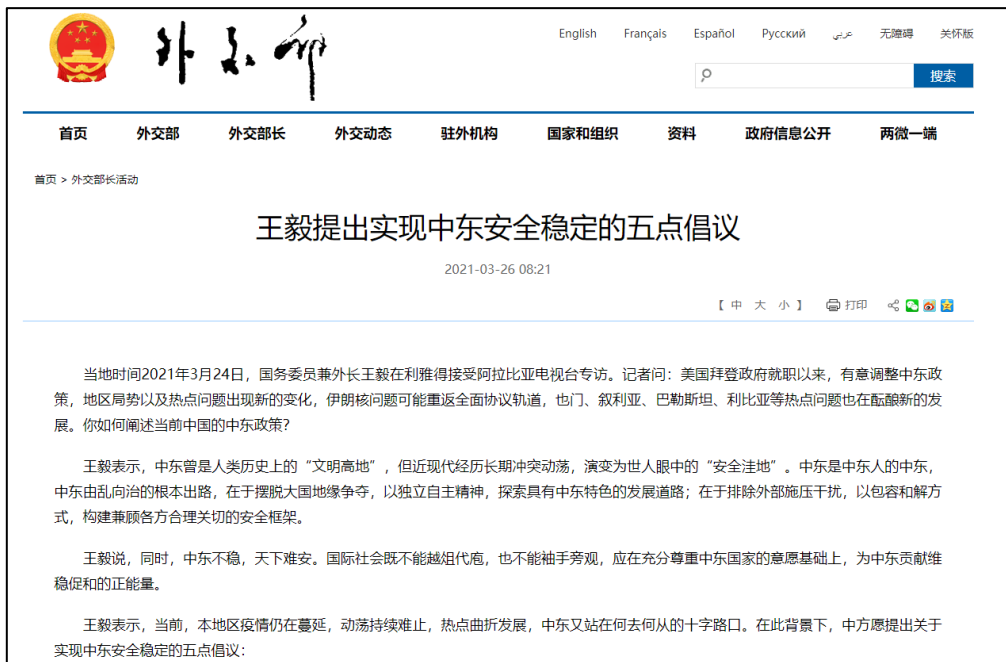 外交部
English Français Español Русский عربي 无障碍 关怀版
搜索
首页 外交部 外交部长 外交动态 驻外机构 国家和组织 资料 政府信息公开 两微一端
首页 > 外交部长活动
王毅提出实现中东安全稳定的五点倡议
2021-03-26 08:21
【 中 大 小 】 打印
当地时间2021年3月24日，国务委员兼外长王毅在利雅得接受阿拉比亚电视台专访。记者问：美国拜登政府就职以来，有意调整中东政
策，地区局势以及热点问题出现新的变化，伊朗核问题可能重返全面协议轨道，也门、叙利亚、巴勒斯坦、利比亚等热点问题也在酝酿新的发
展。你如何阐述当前中国的中东政策？
王毅表示，中东曾是人类历史上的“文明高地”，但近现代经历长期冲突动荡，演变为世人眼中的“安全洼地”。中东是中东人的中东，
中东由乱向治的根本出路，在于摆脱大国地缘争夺，以独立自主精神，探索具有中东特色的发展道路；在于排除外部施压干扰，以包容和解方
式，构建兼顾各方合理关切的安全框架。
王毅说，同时，中东不稳，天下难安。国际社会既不能越俎代庖，也不能袖手旁观，应在充分尊重中东国家的意愿基础上，为中东贡献维
稳促和的正能量。
王毅表示，当前，本地区疫情仍在蔓延，动荡持续难止，热点曲折发展，中东又站在何去何从的十字路口。在此背景下，中方愿提出关于
实现中东安全稳定的五点倡议：